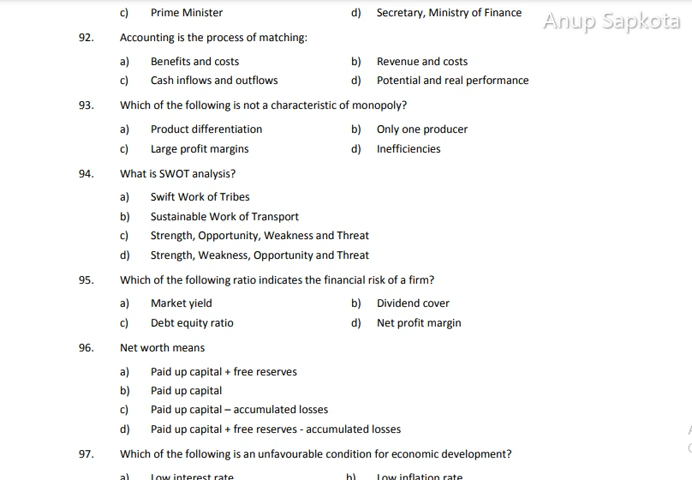 c) Prime Minister d) Secretary, Ministry of Finance
Anup Sapkota
92. Accounting is the process of matching:
a) Benefits and costs b) Revenue and costs
c) Cash inflows and outflows d) Potential and real performance
93. Which of the following is not a characteristic of monopoly?
a) Product differentiation b) Only one producer
c) Large profit margins d) Inefficiencies
94. What is SWOT analysis?
a) Swift Work of Tribes
b) Sustainable Work of Transport
c) Strength, Opportunity, Weakness and Threat
d) Strength, Weakness, Opportunity and Threat
95. Which of the following ratio indicates the financial risk of a firm?
a) Market yield b) Dividend cover
c) Debt equity ratio d) Net profit margin
96. Net worth means
a) Paid up capital + free reserves
b) Paid up capital
c) Paid up capital – accumulated losses
d) Paid up capital + free reserves - accumulated losses
97. Which of the following is an unfavourable condition for economic development?
a) Low interest rate b) Low inflation rate